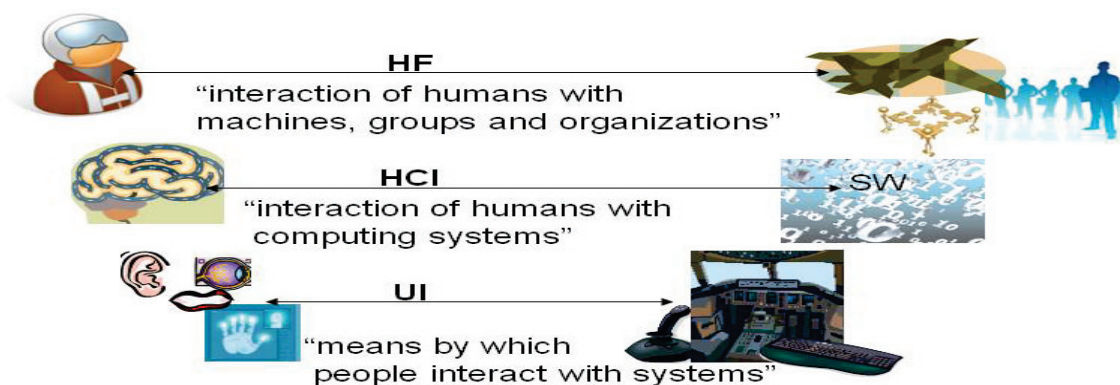 HF
“interaction of humans with
machines, groups and organizations”
HCI
SW
“interaction of humans with
computing systems”
UI
“means by which
people interact with systems”